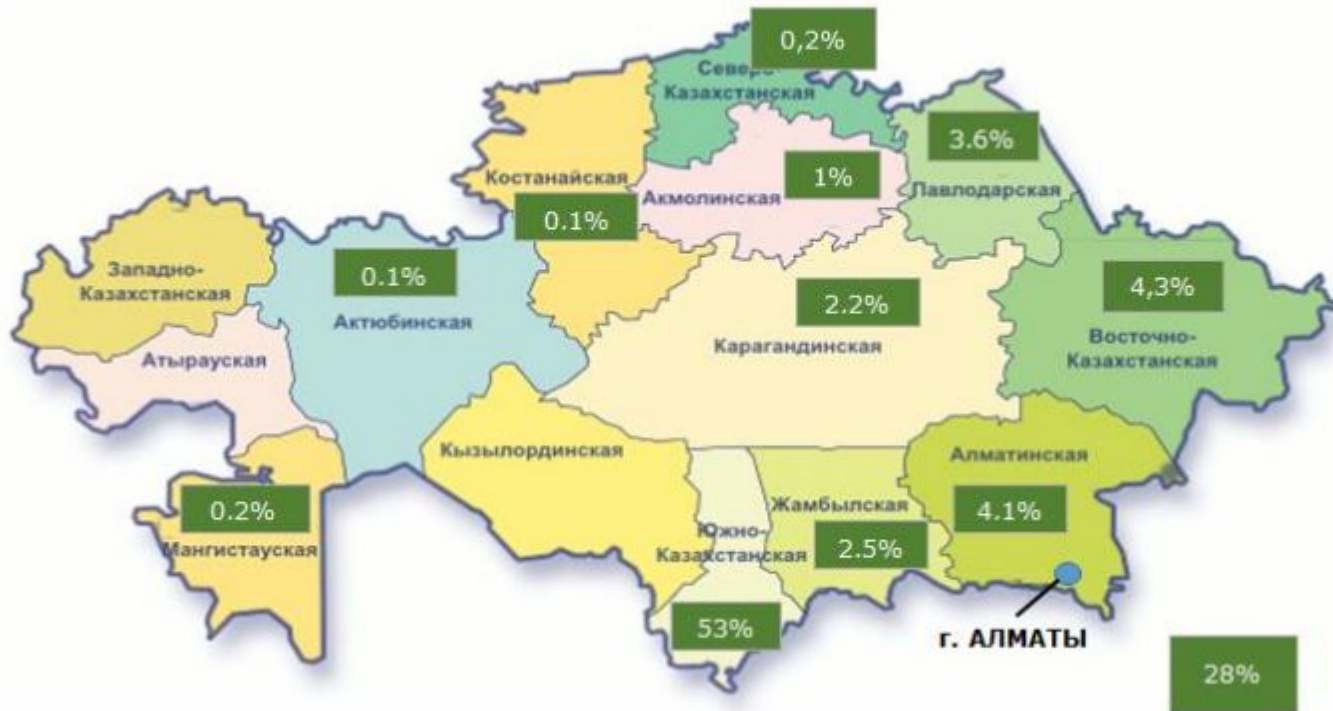 0,2%
Северо-
Казахстанская
3.6%
Костанайская
Акмолинская
1%
Павлодарская
0.1%
Западно-
Казахстанская
0.1%
Актюбинская
2.2%
Карагандинская
4,3%
Восточно-
Казахстанская
Атырауская
Кызылординская
Алматинская
0.2%
Мангистауская
Жамбылская
4.1%
Южно-
Казахстанская
2.5%
53%
г. АЛМАТЫ
28%